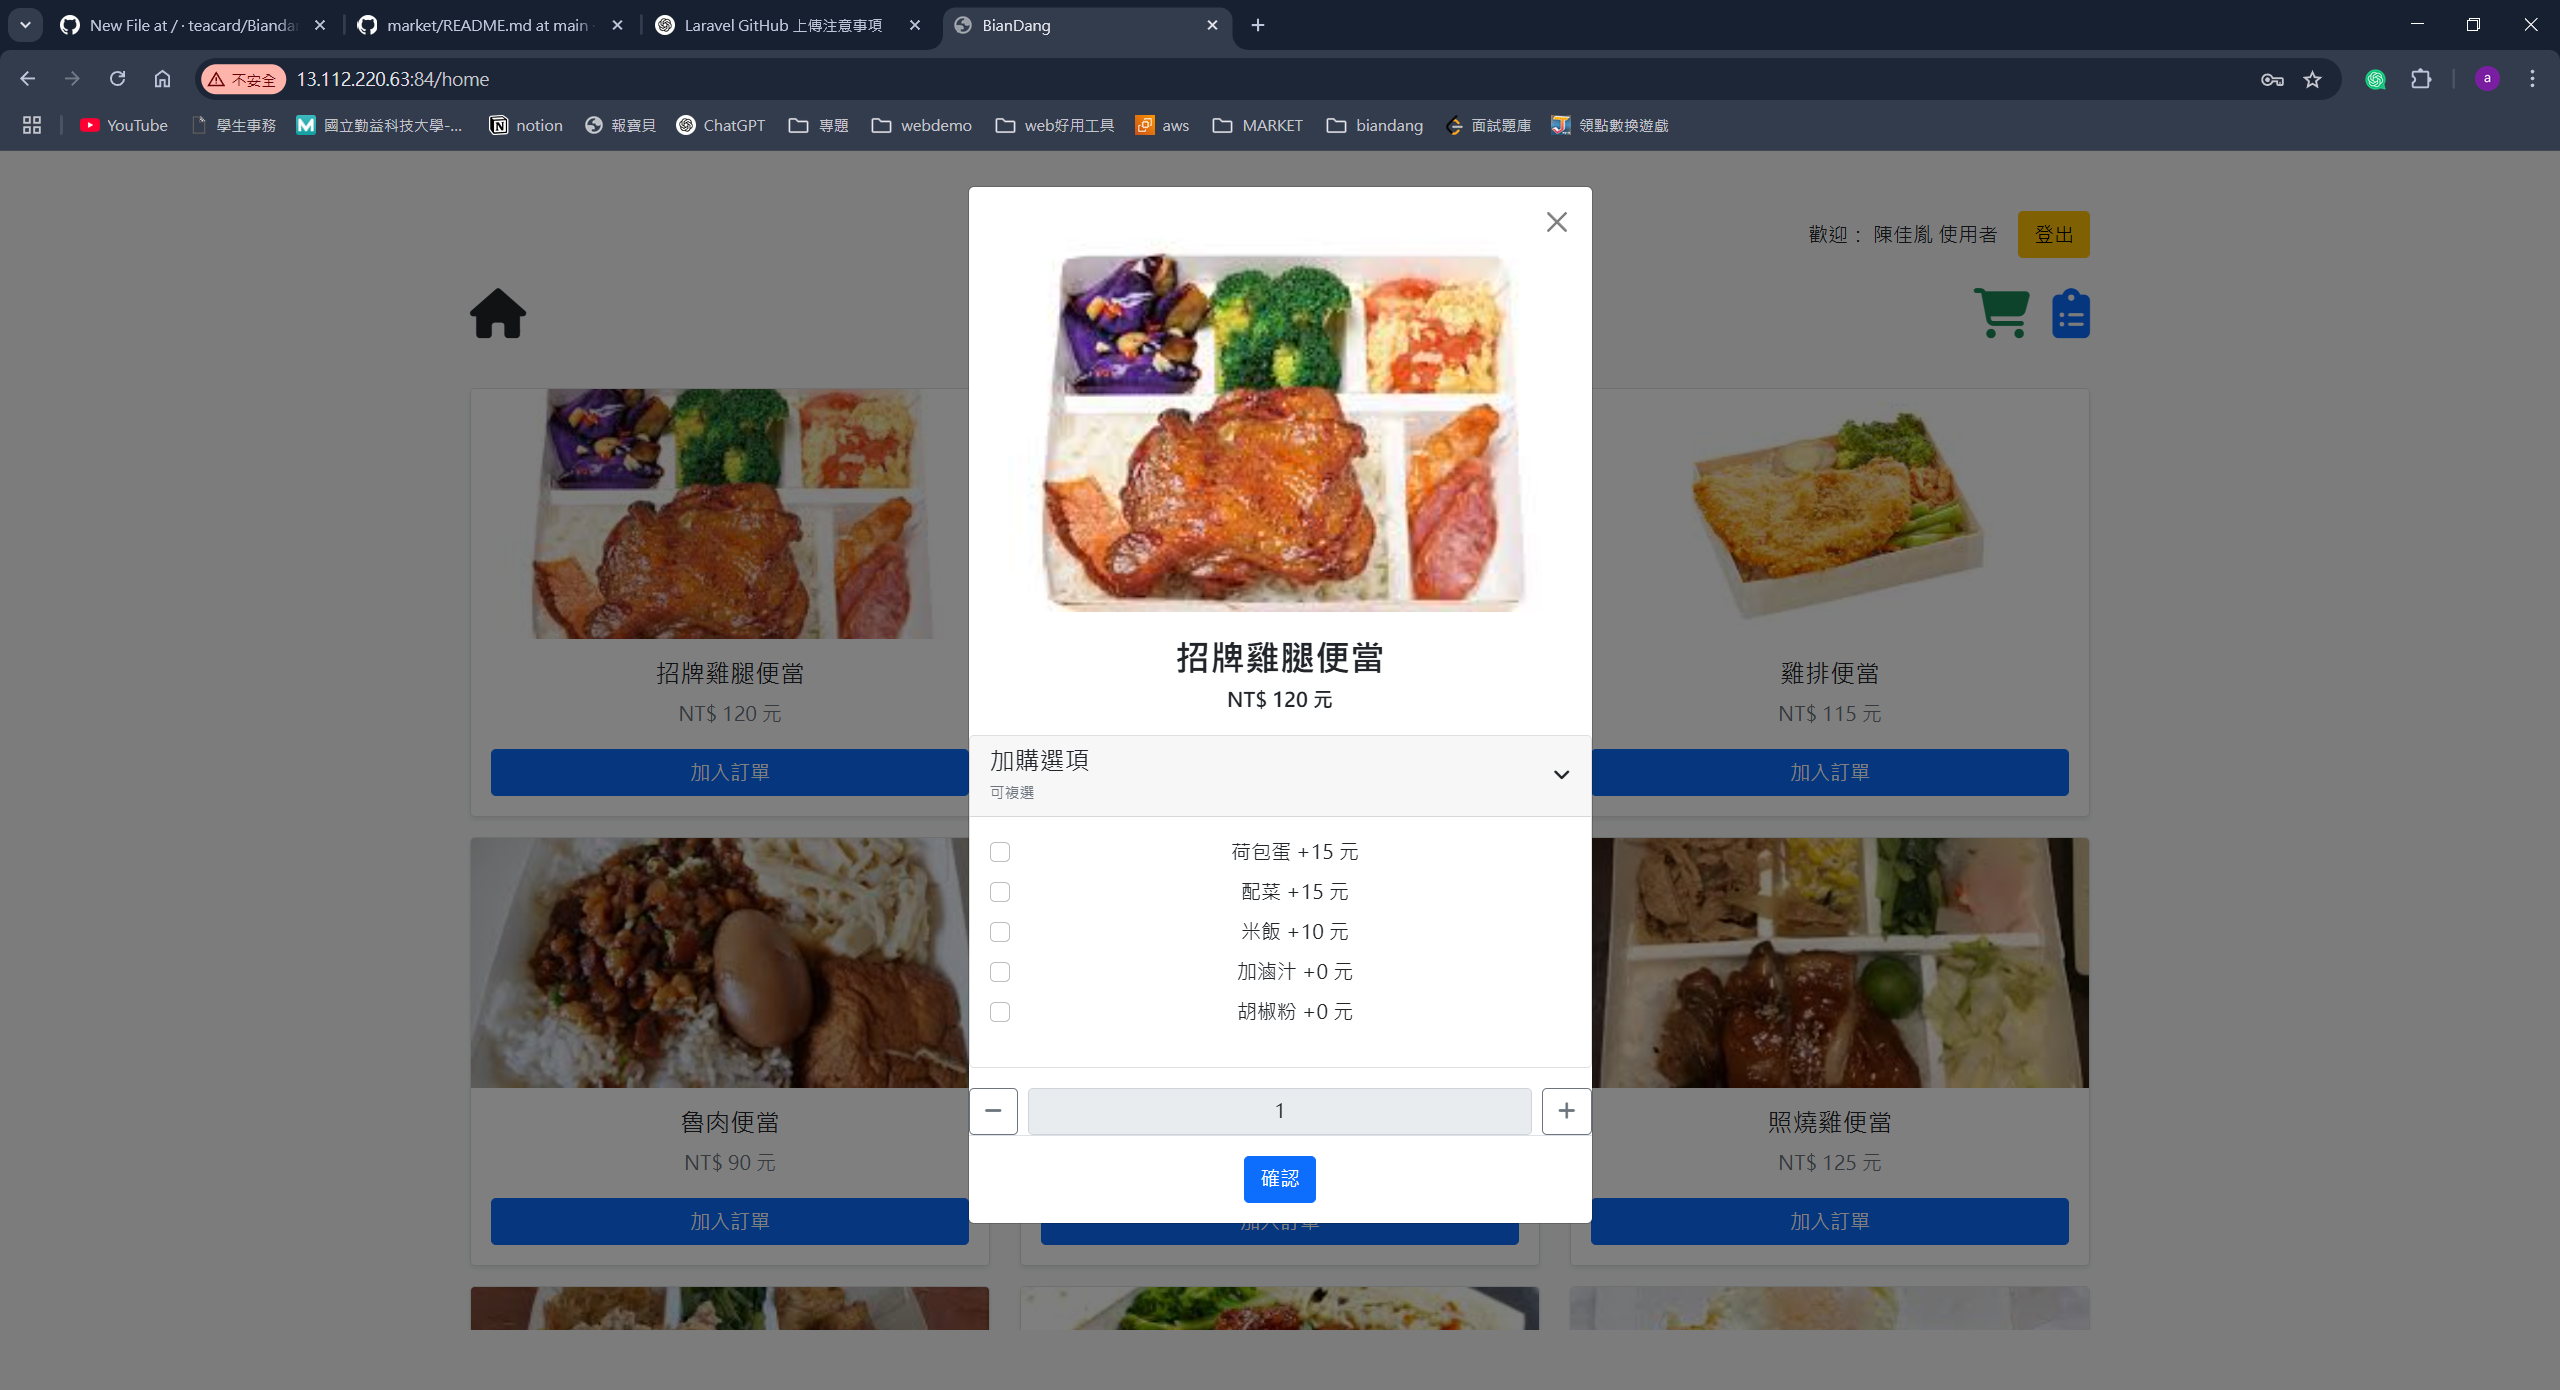 New File at / · teacard/Bianda
market/README.md at main ·
Laravel GitHub 上傳注意事項
BianDang
不安全
13.112.220.63:84/home
a
YouTube
學生事務
國立勤益科技大學-...
notion
報寶貝
ChatGPT
專題
webdemo
web好用工具
aws
MARKET
biandang
面試題庫
領點數換遊戲
歡迎： 陳佳胤 使用者
登出
招牌雞腿便當
NT$ 120 元
加入訂單
招牌雞腿便當
NT$ 120 元
加購選項
可複選
荷包蛋 +15 元
配菜 +15 元
米飯 +10 元
加滷汁 +0 元
胡椒粉 +0 元
1
確認
雞排便當
NT$ 115 元
加入訂單
魯肉便當
NT$ 90 元
加入訂單
加入訂單
照燒雞便當
NT$ 125 元
加入訂單